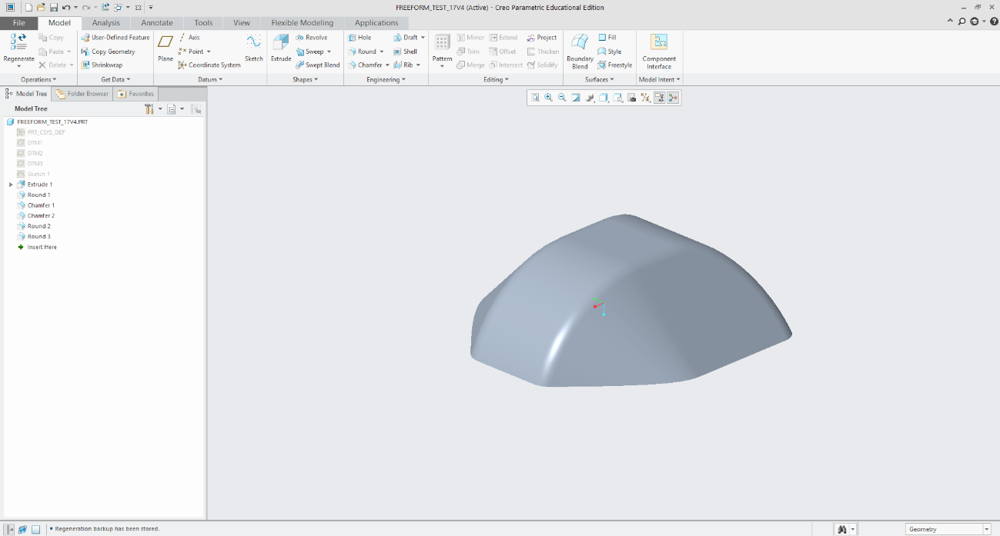 FREEFORM_TEST_17V4 (Active) - Creo Parametric Educational Edition
File Model Analysis Annotate Tools View Flexible Modeling Applications
Regenerate
Copy
Paste
Delete
Operations
User-Defined Feature
Copy Geometry
Shrinkwrap
Get Data
Plane
Axis
Point
Coordinate System
Sketch
Datum
Extrude
Revolve
Sweep
Swept Blend
Shapes
Hole
Round
Chamfer
Draft
Shell
Rib
Engineering
Pattern
Mirror
Trim
Merge
Extend
Offset
Intersect
Project
Thicken
Solidify
Editing
Boundary
Blend
Fill
Style
Freestyle
Surfaces
Component
Interface
Model Intent
Model Tree Folder Browser Favorites
Model Tree
FREEFORM_TEST_17V4.PRT
PRT_CSYS_DEF
DTM1
DTM2
DTM3
Sketch 1
Extrude 1
Round 1
Chamfer 1
Chamfer 2
Round 2
Round 3
Insert Here
Regeneration backup has been stored.
Geometry